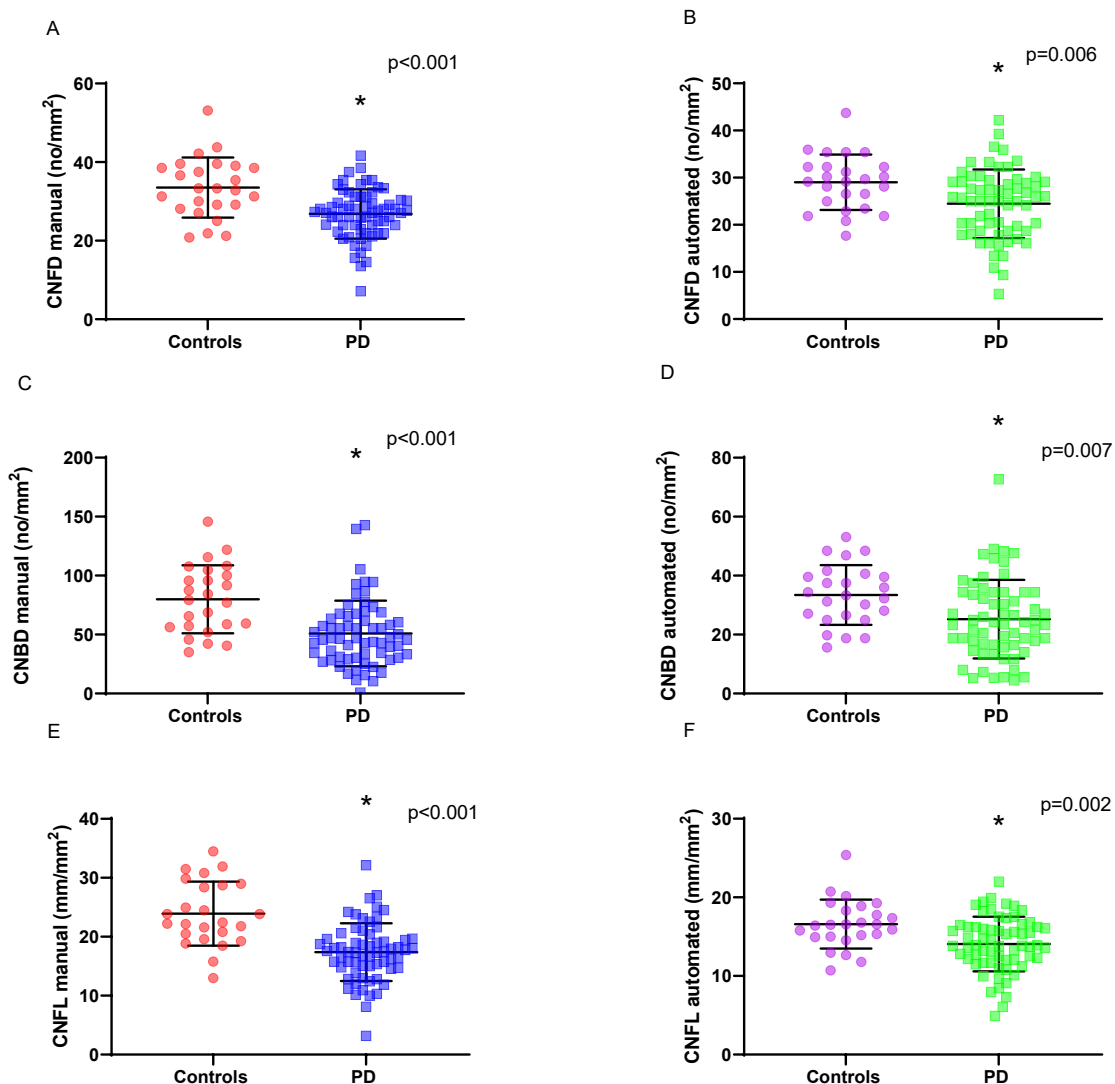 A
p<0.001
*
CNFD manual (no/mm²)
60
40
20
0
Controls
PD
B
p=0.006
*
CNFD automated (no/mm²)
50
40
30
20
10
0
Controls
PD
C
p<0.001
*
CNBD manual (no/mm²)
200
150
100
50
0
Controls
PD
D
*
p=0.007
CNBD automated (no/mm²)
80
60
40
20
0
Controls
PD
E
p<0.001
*
CNFL manual (mm/mm²)
40
30
20
10
0
Controls
PD
F
p=0.002
*
CNFL automated (mm/mm²)
30
20
10
0
Controls
PD